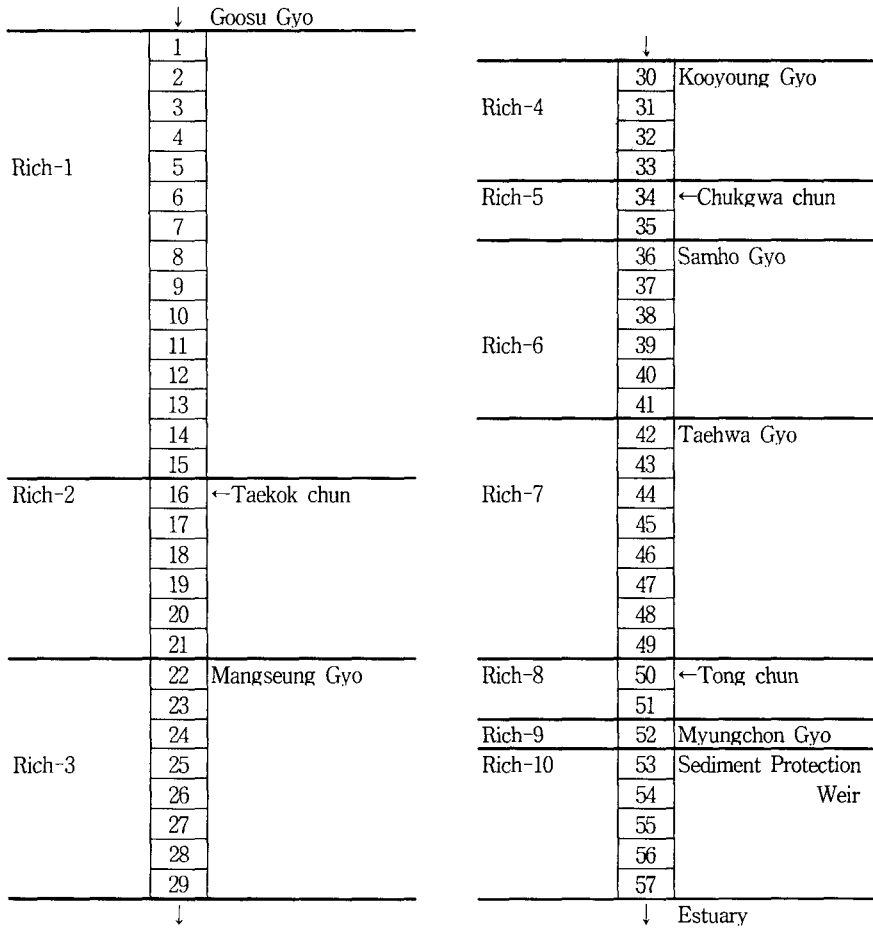 ↓ Goosu Gyo
1
2
3
4
Rich-1 5
6
7
8
9
10
11
12
13
14
15
Rich-2 16 ←Taekok chun
17
18
19
20
21
22 Mangseung Gyo
23
24
Rich-3 25
26
27
28
29
↓
↓
30 Kooyoung Gyo
Rich-4 31
32
33
Rich-5 34 ←Chukgwa chun
35
36 Samho Gyo
37
38
Rich-6 39
40
41
42 Taehwa Gyo
43
Rich-7 44
45
46
47
48
49
Rich-8 50 ←Tong chun
51
Rich-9 52 Myungchon Gyo
Rich-10 53 Sediment Protection
54 Weir
55
56
57
↓ Estuary